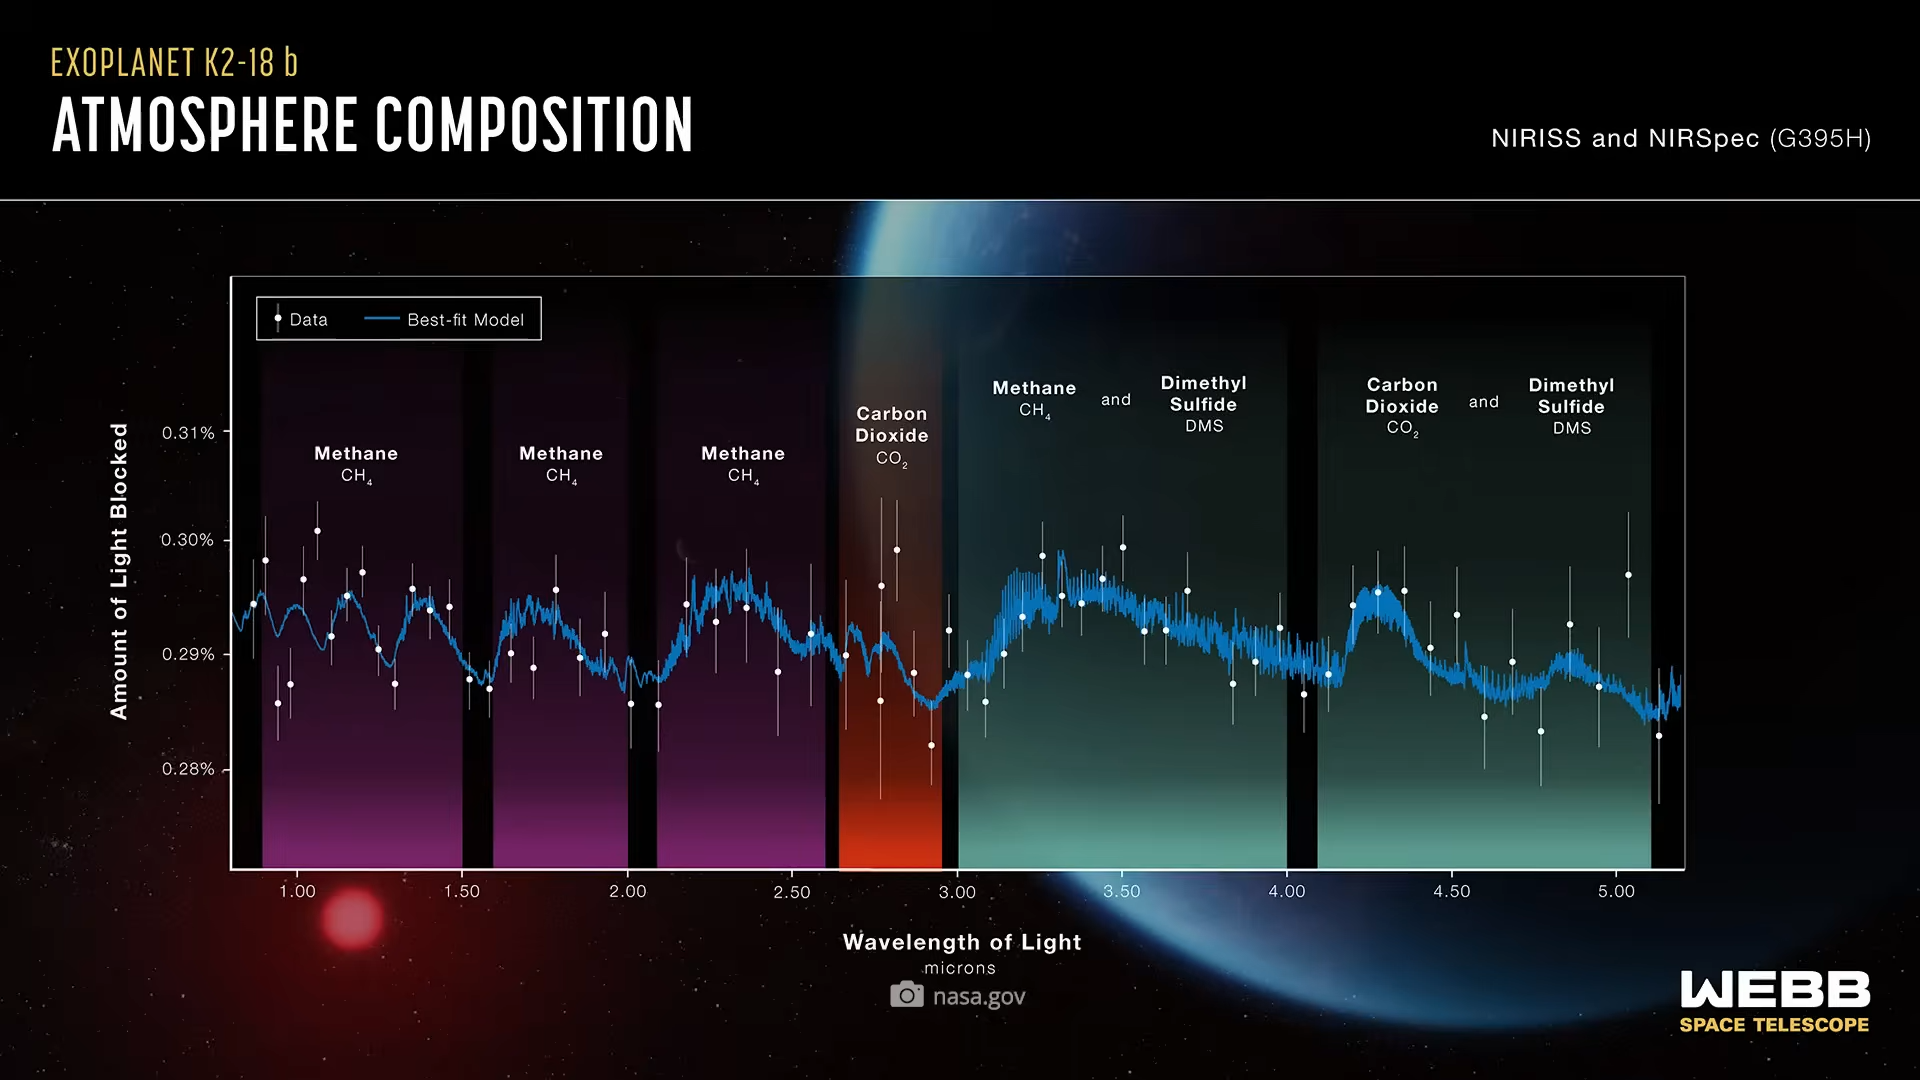 EXOPLANET K2-18 b
ATMOSPHERE COMPOSITION
NIRISS and NIRSpec (G395H)
Data
Best-fit Model
Methane
CH₄
Methane
CH₄
Methane
CH₄
Carbon
Dioxide
CO₂
Methane
CH₄
and
Dimethyl
Sulfide
DMS
Carbon
Dioxide
CO₂
and
Dimethyl
Sulfide
DMS
Amount of Light Blocked
0.31%
0.30%
0.29%
0.28%
1.00 1.50 2.00 2.50 3.00 3.50 4.00 4.50 5.00
Wavelength of Light
microns
nasa.gov
WEBB
SPACE TELESCOPE